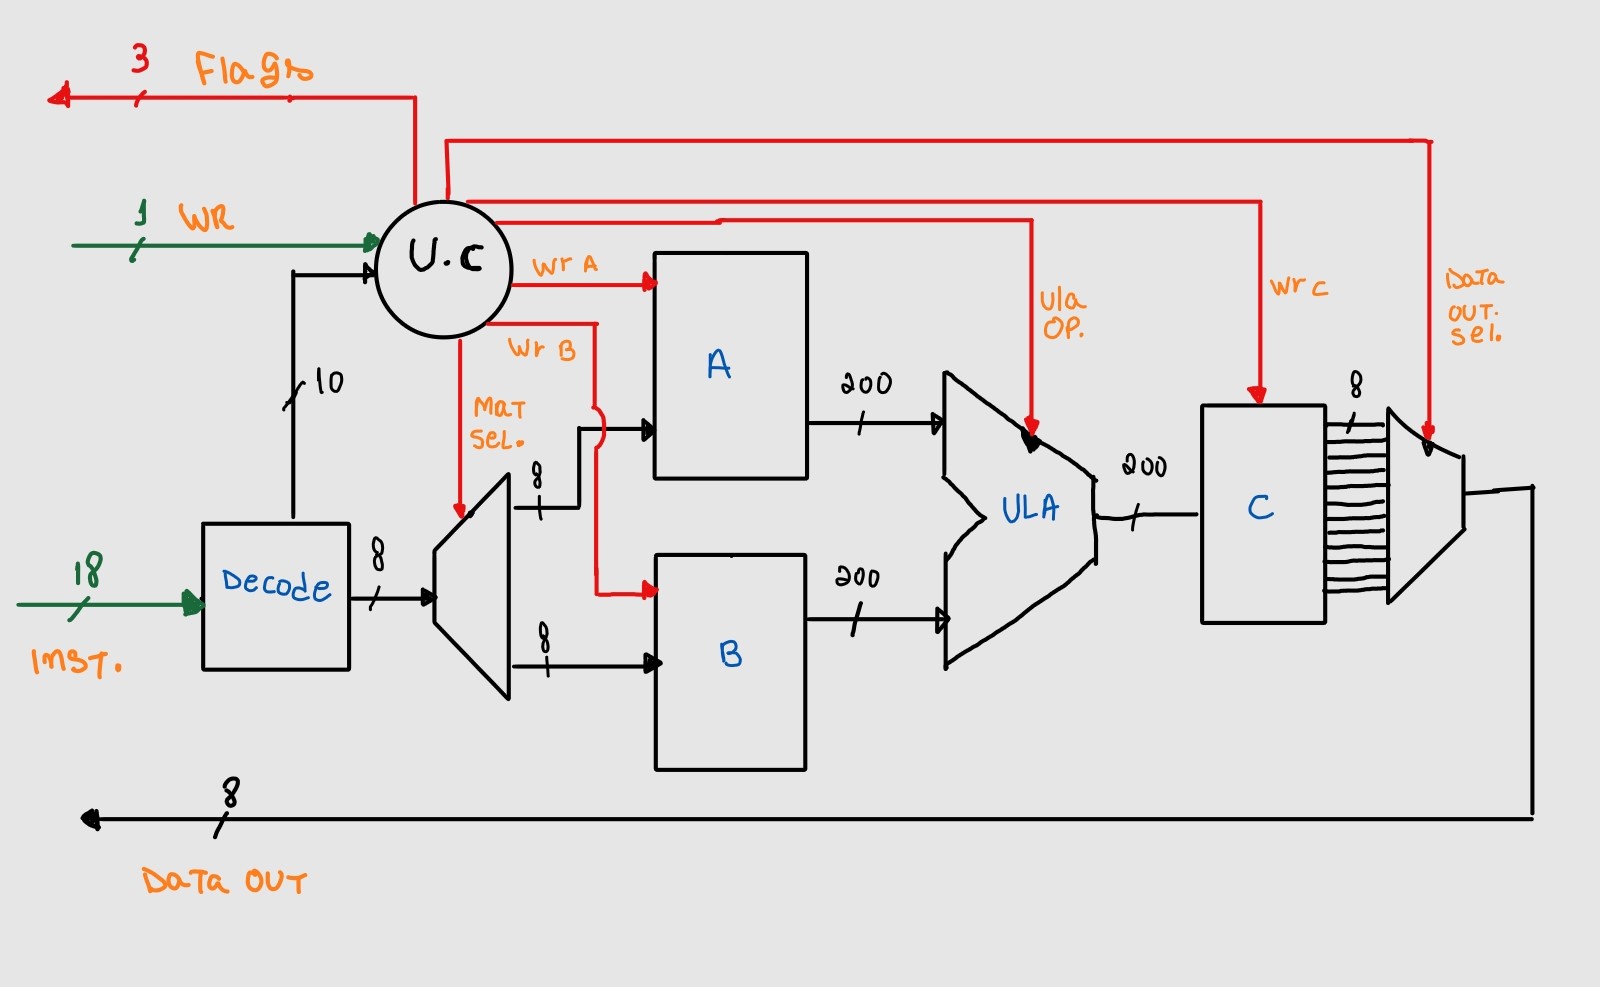 3 Flags
1 WR
U.C
Wr A
Wr B
10
MaT
SeL.
A
200
Ula
OP.
Wr C
Data
OUT.
Sel.
8
8
ULA
200
C
18
Decode
8
INST.
8
B
200
8
Data OUT